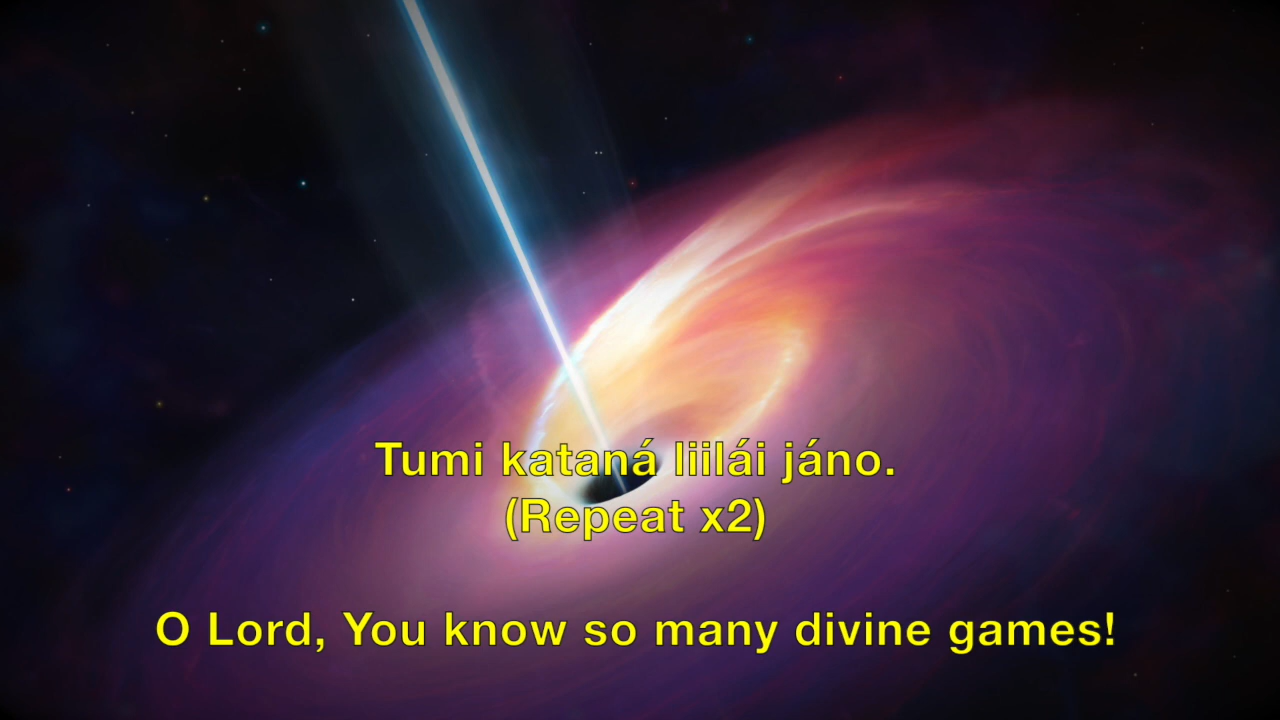 Tumi kataná liilái jáno.
(Repeat x2)
O Lord, You know so many divine games!